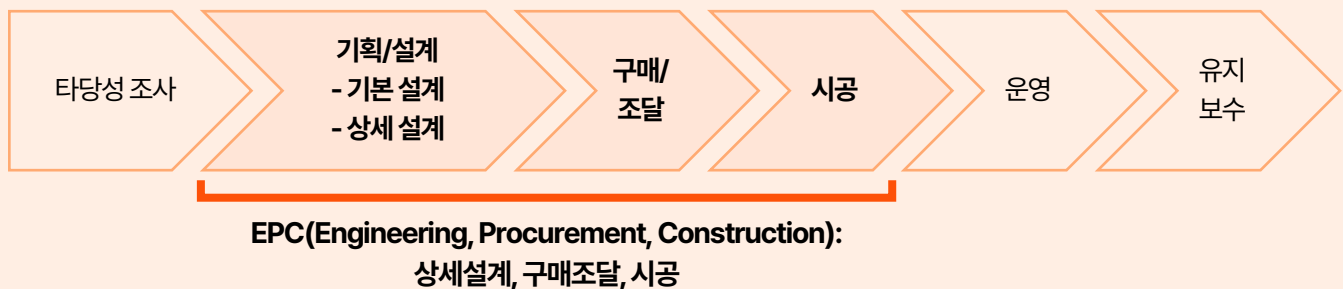 타당성 조사
기획/설계
- 기본 설계
- 상세 설계
구매/
조달
시공
운영
유지
보수
EPC(Engineering, Procurement, Construction):
상세설계, 구매조달, 시공